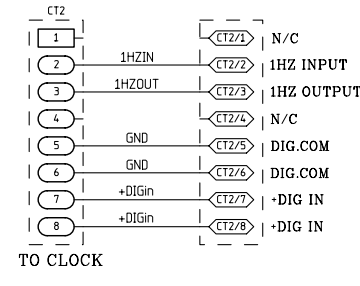 CT2
1 CT2/1 N/C
2 1HZIN CT2/2 1HZ INPUT
3 1HZOUT CT2/3 1HZ OUTPUT
4 CT2/4 N/C
5 GND CT2/5 DIG.COM
6 GND CT2/6 DIG.COM
7 +DIGin CT2/7 +DIG IN
8 +DIGin CT2/8 +DIG IN
TO CLOCK